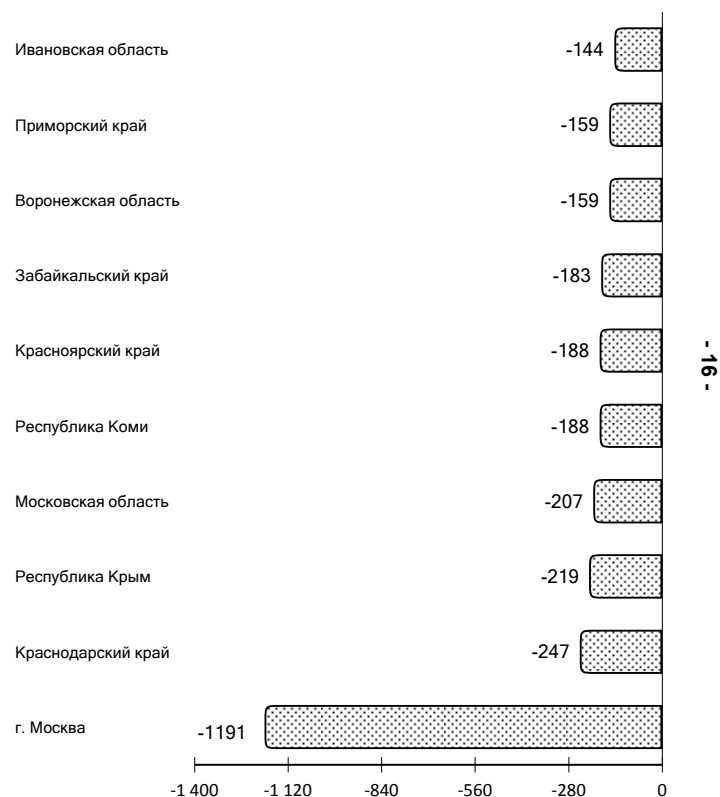 Ивановская область -144
Приморский край -159
Воронежская область -159
Забайкальский край -183
Красноярский край -188
Республика Коми -188
Московская область -207
Республика Крым -219
Краснодарский край -247
г. Москва -1191
-1 400 -1 120 -840 -560 -280 0
- 16 -